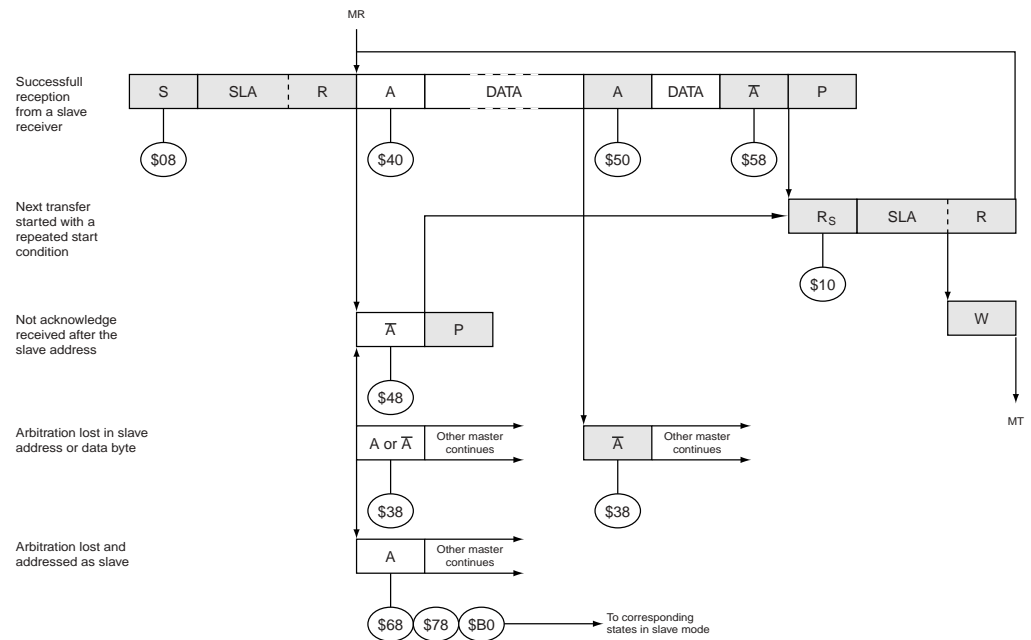 MR
Successfull
reception
from a slave
receiver
S SLA R A DATA A DATA A̅ P
$08 $40 $50 $58
Next transfer
started with a
repeated start
condition
RS SLA R
$10
Not acknowledge
received after the
slave address
A̅ P
W
$48
MT
Arbitration lost in slave
address or data byte
A or A̅ Other master
continues
A̅ Other master
continues
$38 $38
Arbitration lost and
addressed as slave
A Other master
continues
$68 $78 $B0 To corresponding
states in slave mode